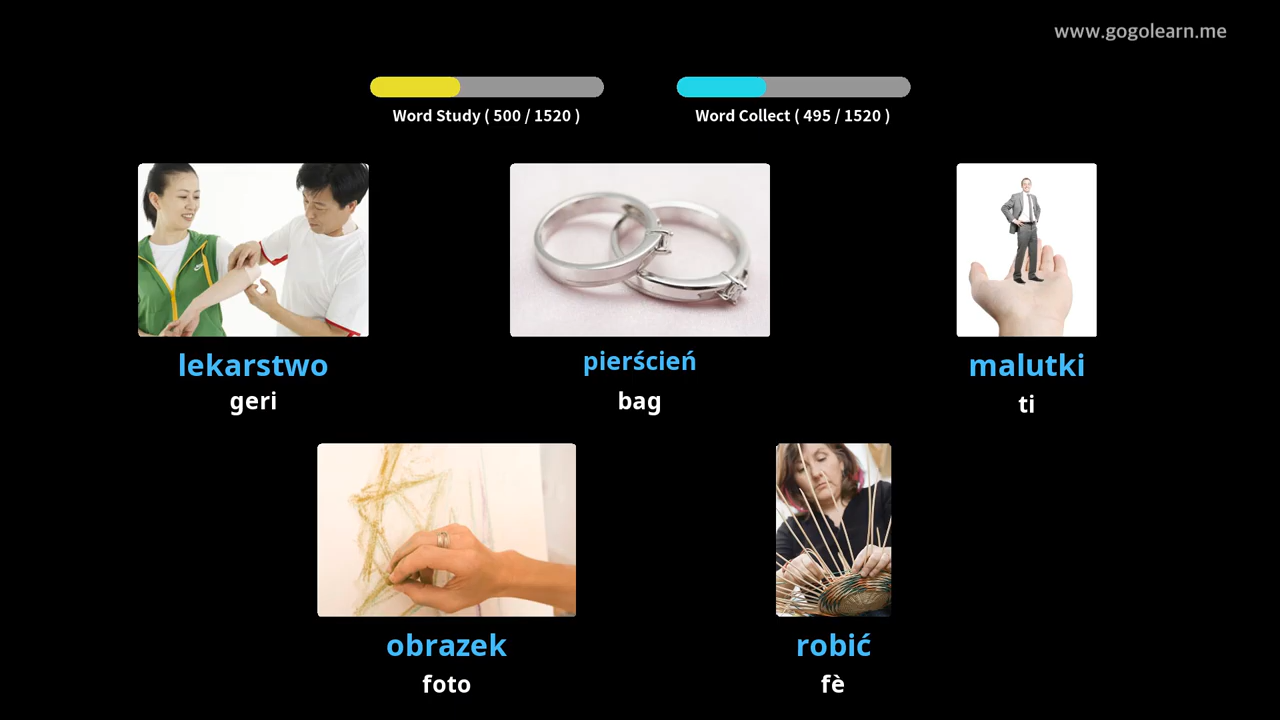 www.gogolearn.me
Word Study ( 500 / 1520 )
Word Collect ( 495 / 1520 )
lekarstwo
geri
pierścień
bag
malutki
ti
obrazek
foto
robić
fè